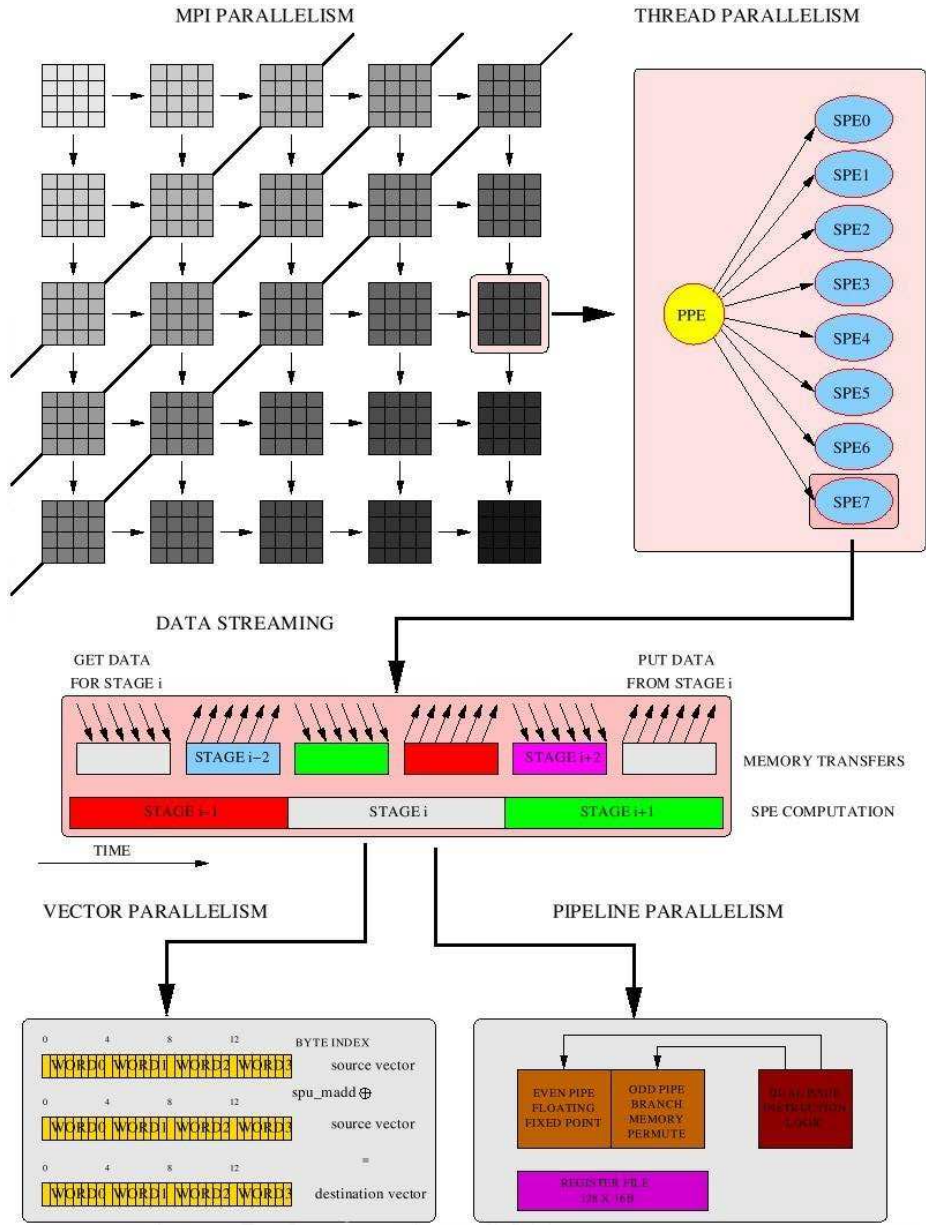 MPI PARALLELISM
THREAD PARALLELISM
SPE0
SPE1
SPE2
SPE3
PPE
SPE4
SPE5
SPE6
SPE7
DATA STREAMING
GET DATA
FOR STAGE i
PUT DATA
FROM STAGE i
STAGE i-2
STAGE i+2
MEMORY TRANSFERS
STAGE i-1
STAGE i
STAGE i+1
SPE COMPUTATION
TIME
VECTOR PARALLELISM
PIPELINE PARALLELISM
0 4 8 12
BYTE INDEX
WORD0 WORD1 WORD2 WORD3
source vector
spu_madd ⊕
0 4 8 12
WORD0 WORD1 WORD2 WORD3
source vector
=
0 4 8 12
WORD0 WORD1 WORD2 WORD3
destination vector
EVEN PIPE
FLOATING
FIXED POINT
ODD PIPE
BRANCH
MEMORY
PERMUTE
INSTRUCTION
LOGIC
REGISTER FILE
128 X 16B